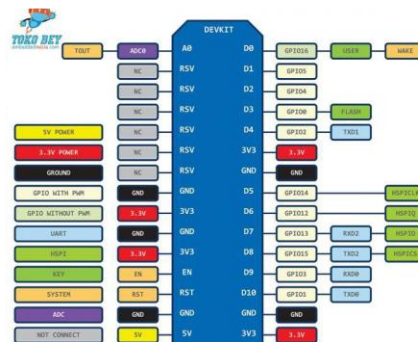 TOKO BEY
DEVKIT
TOUT ADC0 A0 D0 GPIO16 USER WAKE
NC RSV D1 GPIO5
NC RSV D2 GPIO4
NC RSV D3 GPIO0 FLASH
5V POWER NC RSV D4 GPIO2 TXD1
3.3V POWER NC RSV 3V3 3.3V
GROUND NC RSV GND GND
GPIO WITH PWM GND GND D5 GPIO14 HSPICLK
GPIO WITHOUT PWM 3.3V 3V3 D6 GPIO12 HSPIQ
UART GND GND D7 GPIO13 RXD2 HSPID
HSPI 3.3V 3V3 D8 GPIO15 TXD2 HSPICS
KEY EN EN D9 GPIO3 RXD0
SYSTEM RST RST D10 GPIO1 TXD0
ADC GND GND GND GND
NOT CONNECT 5V 5V 3V3 3.3V